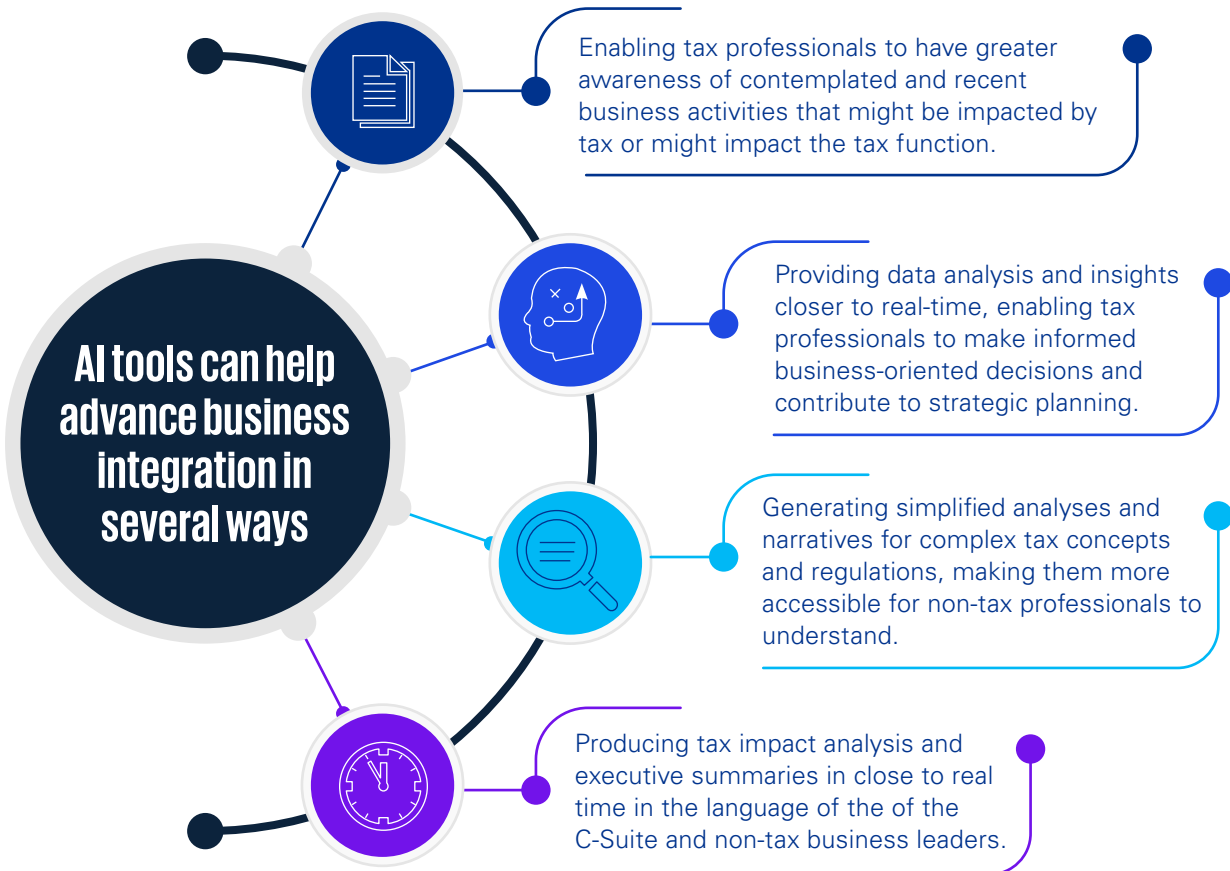 AI tools can help
advance business
integration in
several ways
Enabling tax professionals to have greater
awareness of contemplated and recent
business activities that might be impacted by
tax or might impact the tax function.
Providing data analysis and insights
closer to real-time, enabling tax
professionals to make informed
business-oriented decisions and
contribute to strategic planning.
Generating simplified analyses and
narratives for complex tax concepts
and regulations, making them more
accessible for non-tax professionals to
understand.
Producing tax impact analysis and
executive summaries in close to real
time in the language of the of the
C-Suite and non-tax business leaders.